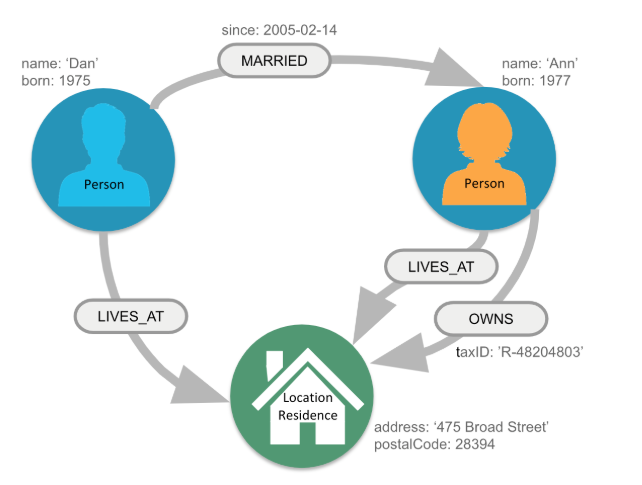 since: 2005-02-14
MARRIED
name: ‘Dan’
born: 1975
name: ‘Ann’
born: 1977
Person
Person
LIVES_AT
LIVES_AT
OWNS
taxID: ’R-48204803’
Location
Residence
address: ‘475 Broad Street’
postalCode: 28394